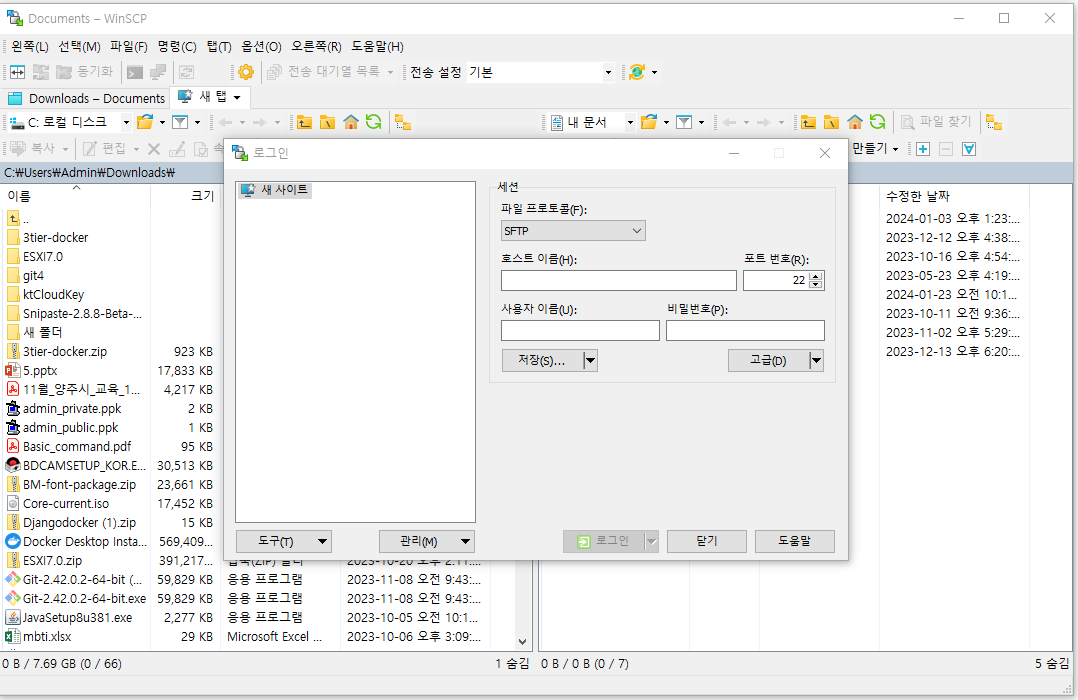 Documents – WinSCP
왼쪽(L) 선택(M) 파일(F) 명령(C) 탭(T) 옵션(O) 오른쪽(R) 도움말(H)
동기화 전송 대기열 목록 전송 설정 기본
Downloads – Documents 새 탭
C: 로컬 디스크 내 문서 파일 찾기
복사 편집 만들기
C:₩Users₩Admin₩Downloads₩
이름 크기 수정한 날짜
.. 2024-01-03 오후 1:23:...
3tier-docker 2023-12-12 오후 4:38:...
ESXI7.0 2023-10-16 오후 4:54:...
git4 2023-05-23 오후 4:19:...
ktCloudKey 2024-01-23 오전 10:1...
Snipaste-2.8.8-Beta-... 2023-10-11 오전 9:36:...
새 폴더 2023-11-02 오후 5:29:...
3tier-docker.zip 923 KB 2023-12-13 오후 6:20:...
5.pptx 17,833 KB
11월_양주시_교육_1... 4,217 KB
admin_private.ppk 2 KB
admin_public.ppk 1 KB
Basic_command.pdf 95 KB
BDCAMSETUP_KOR.E... 30,513 KB
BM-font-package.zip 23,661 KB
Core-current.iso 17,452 KB
Djangodocker (1).zip 15 KB
Docker Desktop Insta... 569,409...
ESXI7.0.zip 391,217...
Git-2.42.0.2-64-bit (... 59,829 KB 응용 프로그램 2023-11-08 오전 9:43:...
Git-2.42.0.2-64-bit.exe 59,829 KB 응용 프로그램 2023-11-08 오전 9:43:...
JavaSetup8u381.exe 2,277 KB 응용 프로그램 2023-10-05 오전 10:1...
mbti.xlsx 29 KB Microsoft Excel ... 2023-10-06 오후 3:09:...
0 B / 7.69 GB (0 / 66) 1 숨김 0 B / 0 B (0 / 7) 5 숨김
로그인
새 사이트
세션
파일 프로토콜(F):
SFTP
호스트 이름(H): 포트 번호(R):
22
사용자 이름(U): 비밀번호(P):
저장(S)... 고급(D)
도구(T) 관리(M) 로그인 닫기 도움말